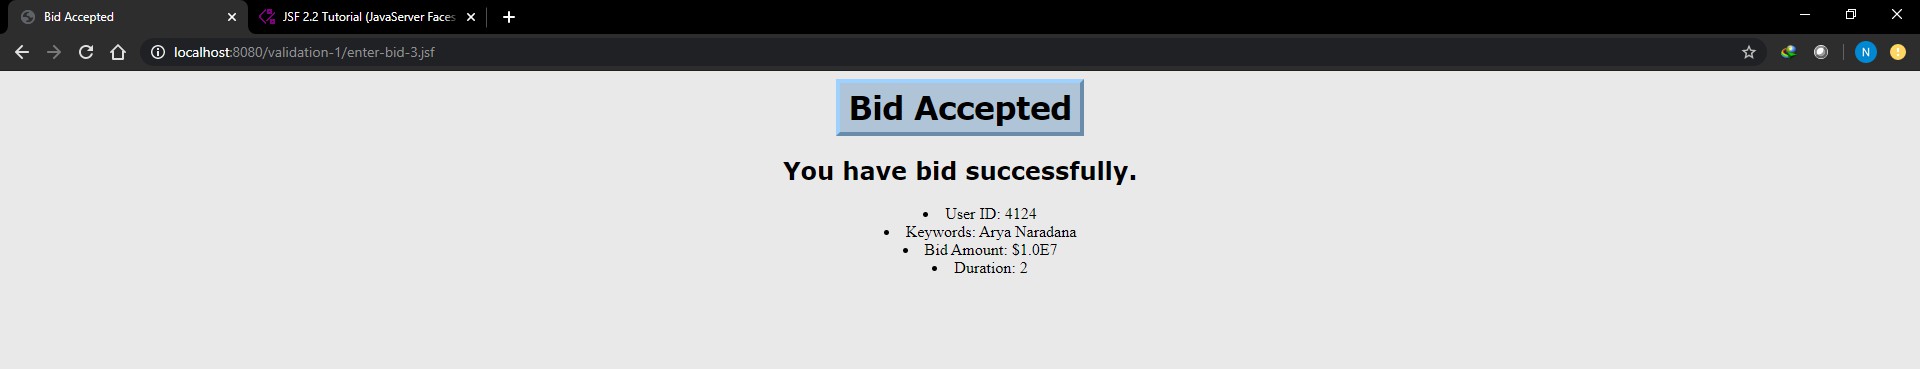 Bid Accepted
JSF 2.2 Tutorial (JavaServer Faces
localhost:8080/validation-1/enter-bid-3.jsf
N
Bid Accepted
You have bid successfully.
• User ID: 4124
• Keywords: Arya Naradana
• Bid Amount: $1.0E7
• Duration: 2